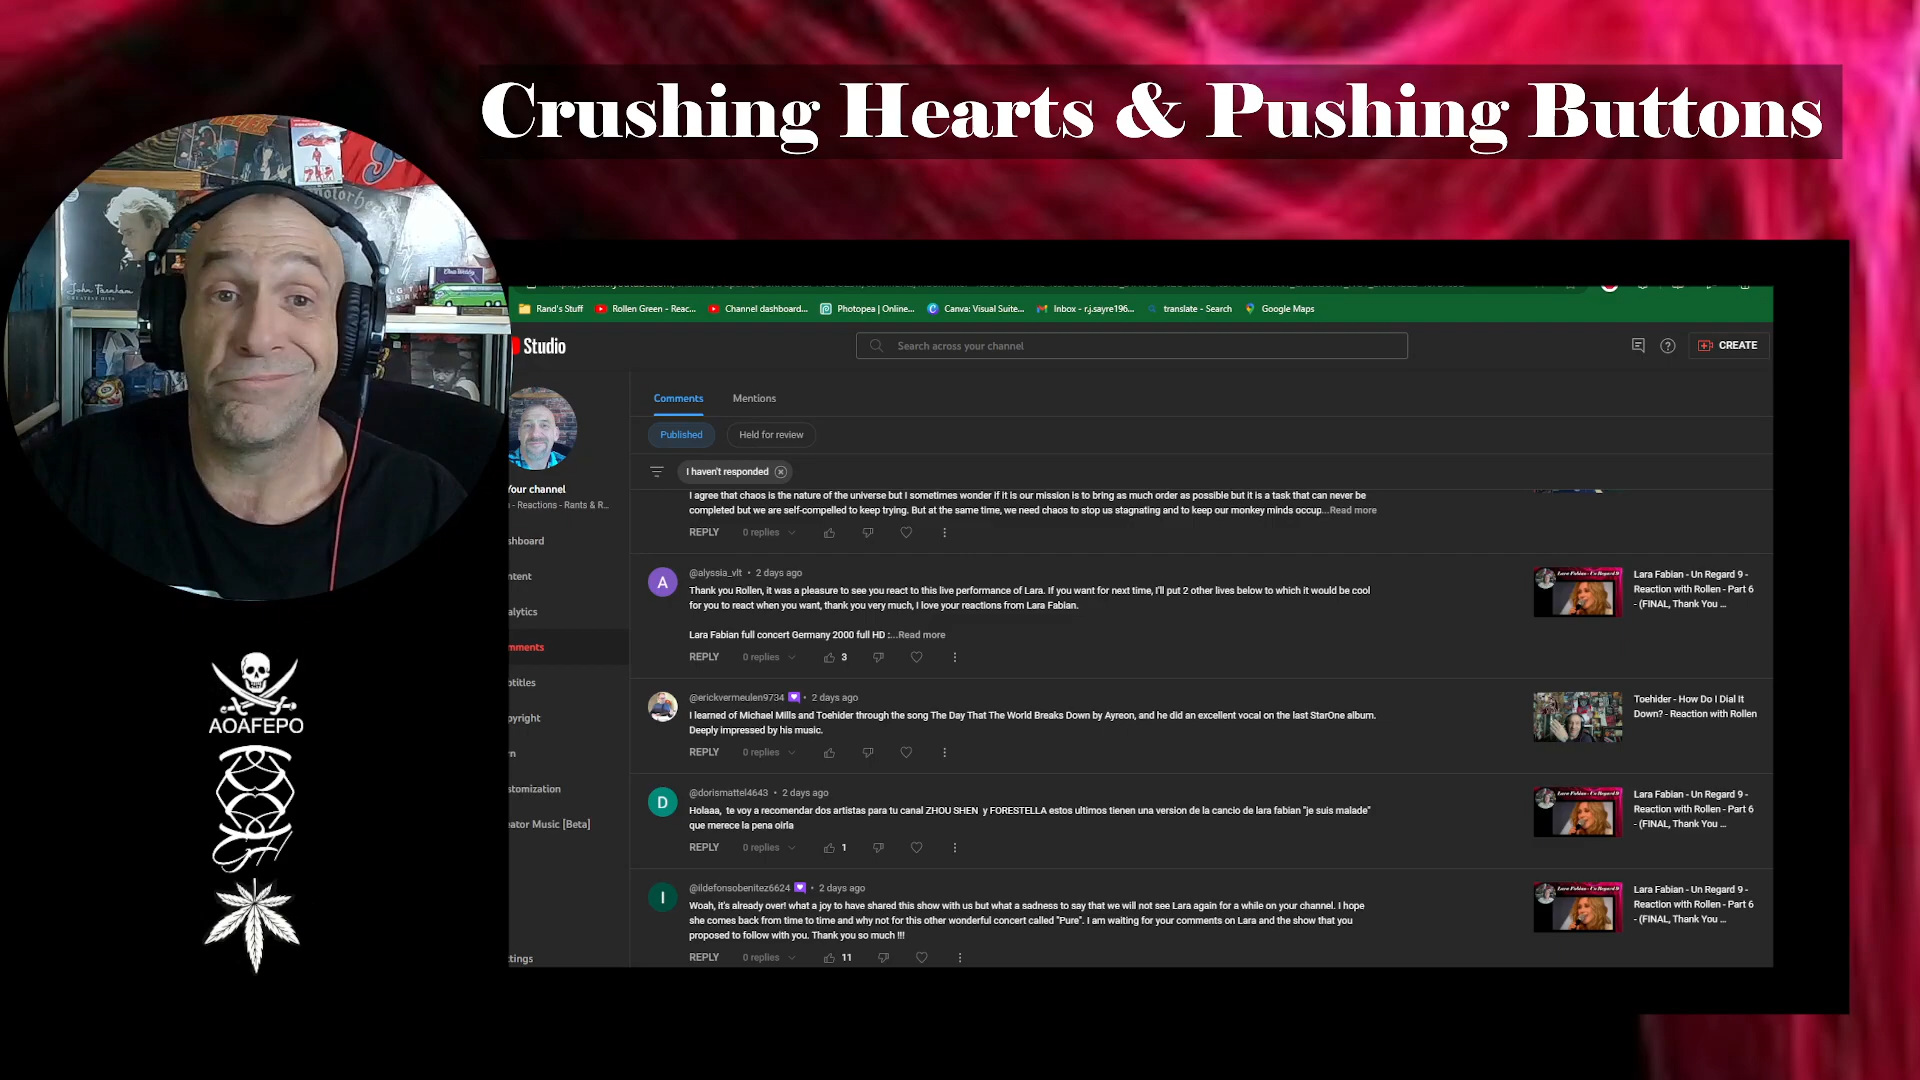 Crushing Hearts & Pushing Buttons
Motörhead
John Farnham
GREATEST HITS
Rand's Stuff
Rollen Green - Reac...
Channel dashboard...
Photopea | Online...
Canva: Visual Suite...
Inbox - r.j.sayre196...
translate - Search
Google Maps
Studio
Search across your channel
CREATE
Comments
Mentions
Published
Held for review
I haven't responded
Your channel
- Reactions - Rants & R...
shboard
ntent
alytics
mments
btitles
pyright
rn
stomization
eator Music [Beta]
ttings
I agree that chaos is the nature of the universe but I sometimes wonder if it is our mission is to bring as much order as possible but it is a task that can never be
completed but we are self-compelled to keep trying. But at the same time, we need chaos to stop us stagnating and to keep our monkey minds occup...Read more
REPLY 0 replies
@alyssia_vlt • 2 days ago
Thank you Rollen, it was a pleasure to see you react to this live performance of Lara. If you want for next time, I'll put 2 other lives below to which it would be cool
for you to react when you want, thank you very much, I love your reactions from Lara Fabian.
Lara Fabian full concert Germany 2000 full HD :...Read more
REPLY 0 replies 3
Lara Fabian - Un Regard 9 -
Reaction with Rollen - Part 6
- (FINAL, Thank You ...
@erickvermeulen9734 • 2 days ago
I learned of Michael Mills and Toehider through the song The Day That The World Breaks Down by Ayreon, and he did an excellent vocal on the last StarOne album.
Deeply impressed by his music.
REPLY 0 replies
Toehider - How Do I Dial It
Down? - Reaction with Rollen
@dorismattel4643 • 2 days ago
Holaaa, te voy a recomendar dos artistas para tu canal ZHOU SHEN y FORESTELLA estos ultimos tienen una version de la cancio de lara fabian "je suis malade"
que merece la pena oirla
REPLY 0 replies 1
Lara Fabian - Un Regard 9 -
Reaction with Rollen - Part 6
- (FINAL, Thank You ...
@ildefonsobenitez6624 • 2 days ago
Woah, it's already over! what a joy to have shared this show with us but what a sadness to say that we will not see Lara again for a while on your channel. I hope
she comes back from time to time and why not for this other wonderful concert called "Pure". I am waiting for your comments on Lara and the show that you
proposed to follow with you. Thank you so much !!!
REPLY 0 replies 11
Lara Fabian - Un Regard 9 -
Reaction with Rollen - Part 6
- (FINAL, Thank You ...
AOAFEPO